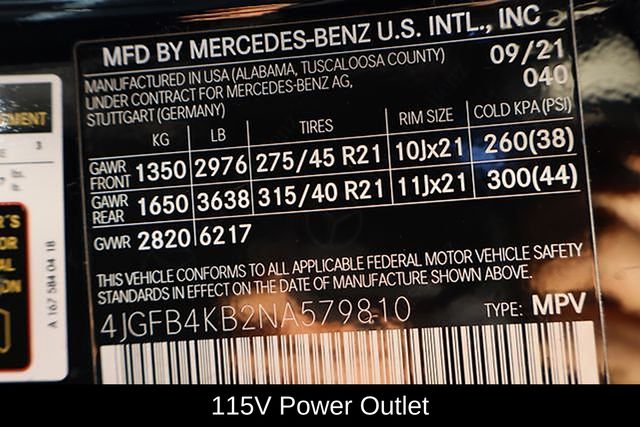 MFD BY MERCEDES-BENZ U.S. INTL., INC
MANUFACTURED IN USA (ALABAMA, TUSCALOOSA COUNTY) 09/21
UNDER CONTRACT FOR MERCEDES-BENZ AG, 040
STUTTGART (GERMANY)
KG LB TIRES RIM SIZE COLD KPA (PSI)
GAWR FRONT 1350 2976 275/45 R21 10Jx21 260(38)
GAWR REAR 1650 3638 315/40 R21 11Jx21 300(44)
GVWR 2820 6217
THIS VEHICLE CONFORMS TO ALL APPLICABLE FEDERAL MOTOR VEHICLE SAFETY
STANDARDS IN EFFECT ON THE DATE OF MANUFACTURE SHOWN ABOVE.
4JGFB4KB2NA579810 TYPE: MPV
A 167 584 04 18
115V Power Outlet